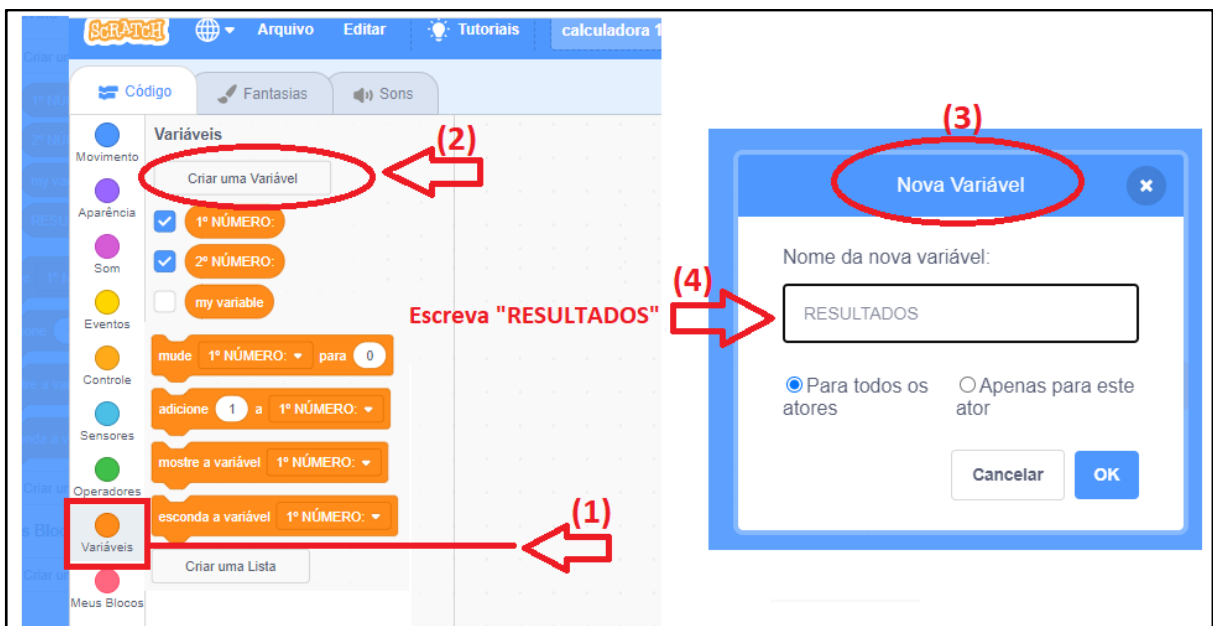 SCRATCH Arquivo Editar Tutoriais calculadora 1
Código Fantasias Sons
Movimento
Aparência
Som
Eventos
Controle
Sensores
Operadores
Variáveis
Meus Blocos
Variáveis
(2)
Criar uma Variável
1º NÚMERO:
2º NÚMERO:
my variable
mude 1º NÚMERO: para 0
adicione 1 a 1º NÚMERO:
mostre a variável 1º NÚMERO:
esconda a variável 1º NÚMERO:
(1)
Criar uma Lista
(3)
Nova Variável
Nome da nova variável:
(4)
Escreva "RESULTADOS"
RESULTADOS
Para todos os
atores
Apenas para este
ator
Cancelar OK